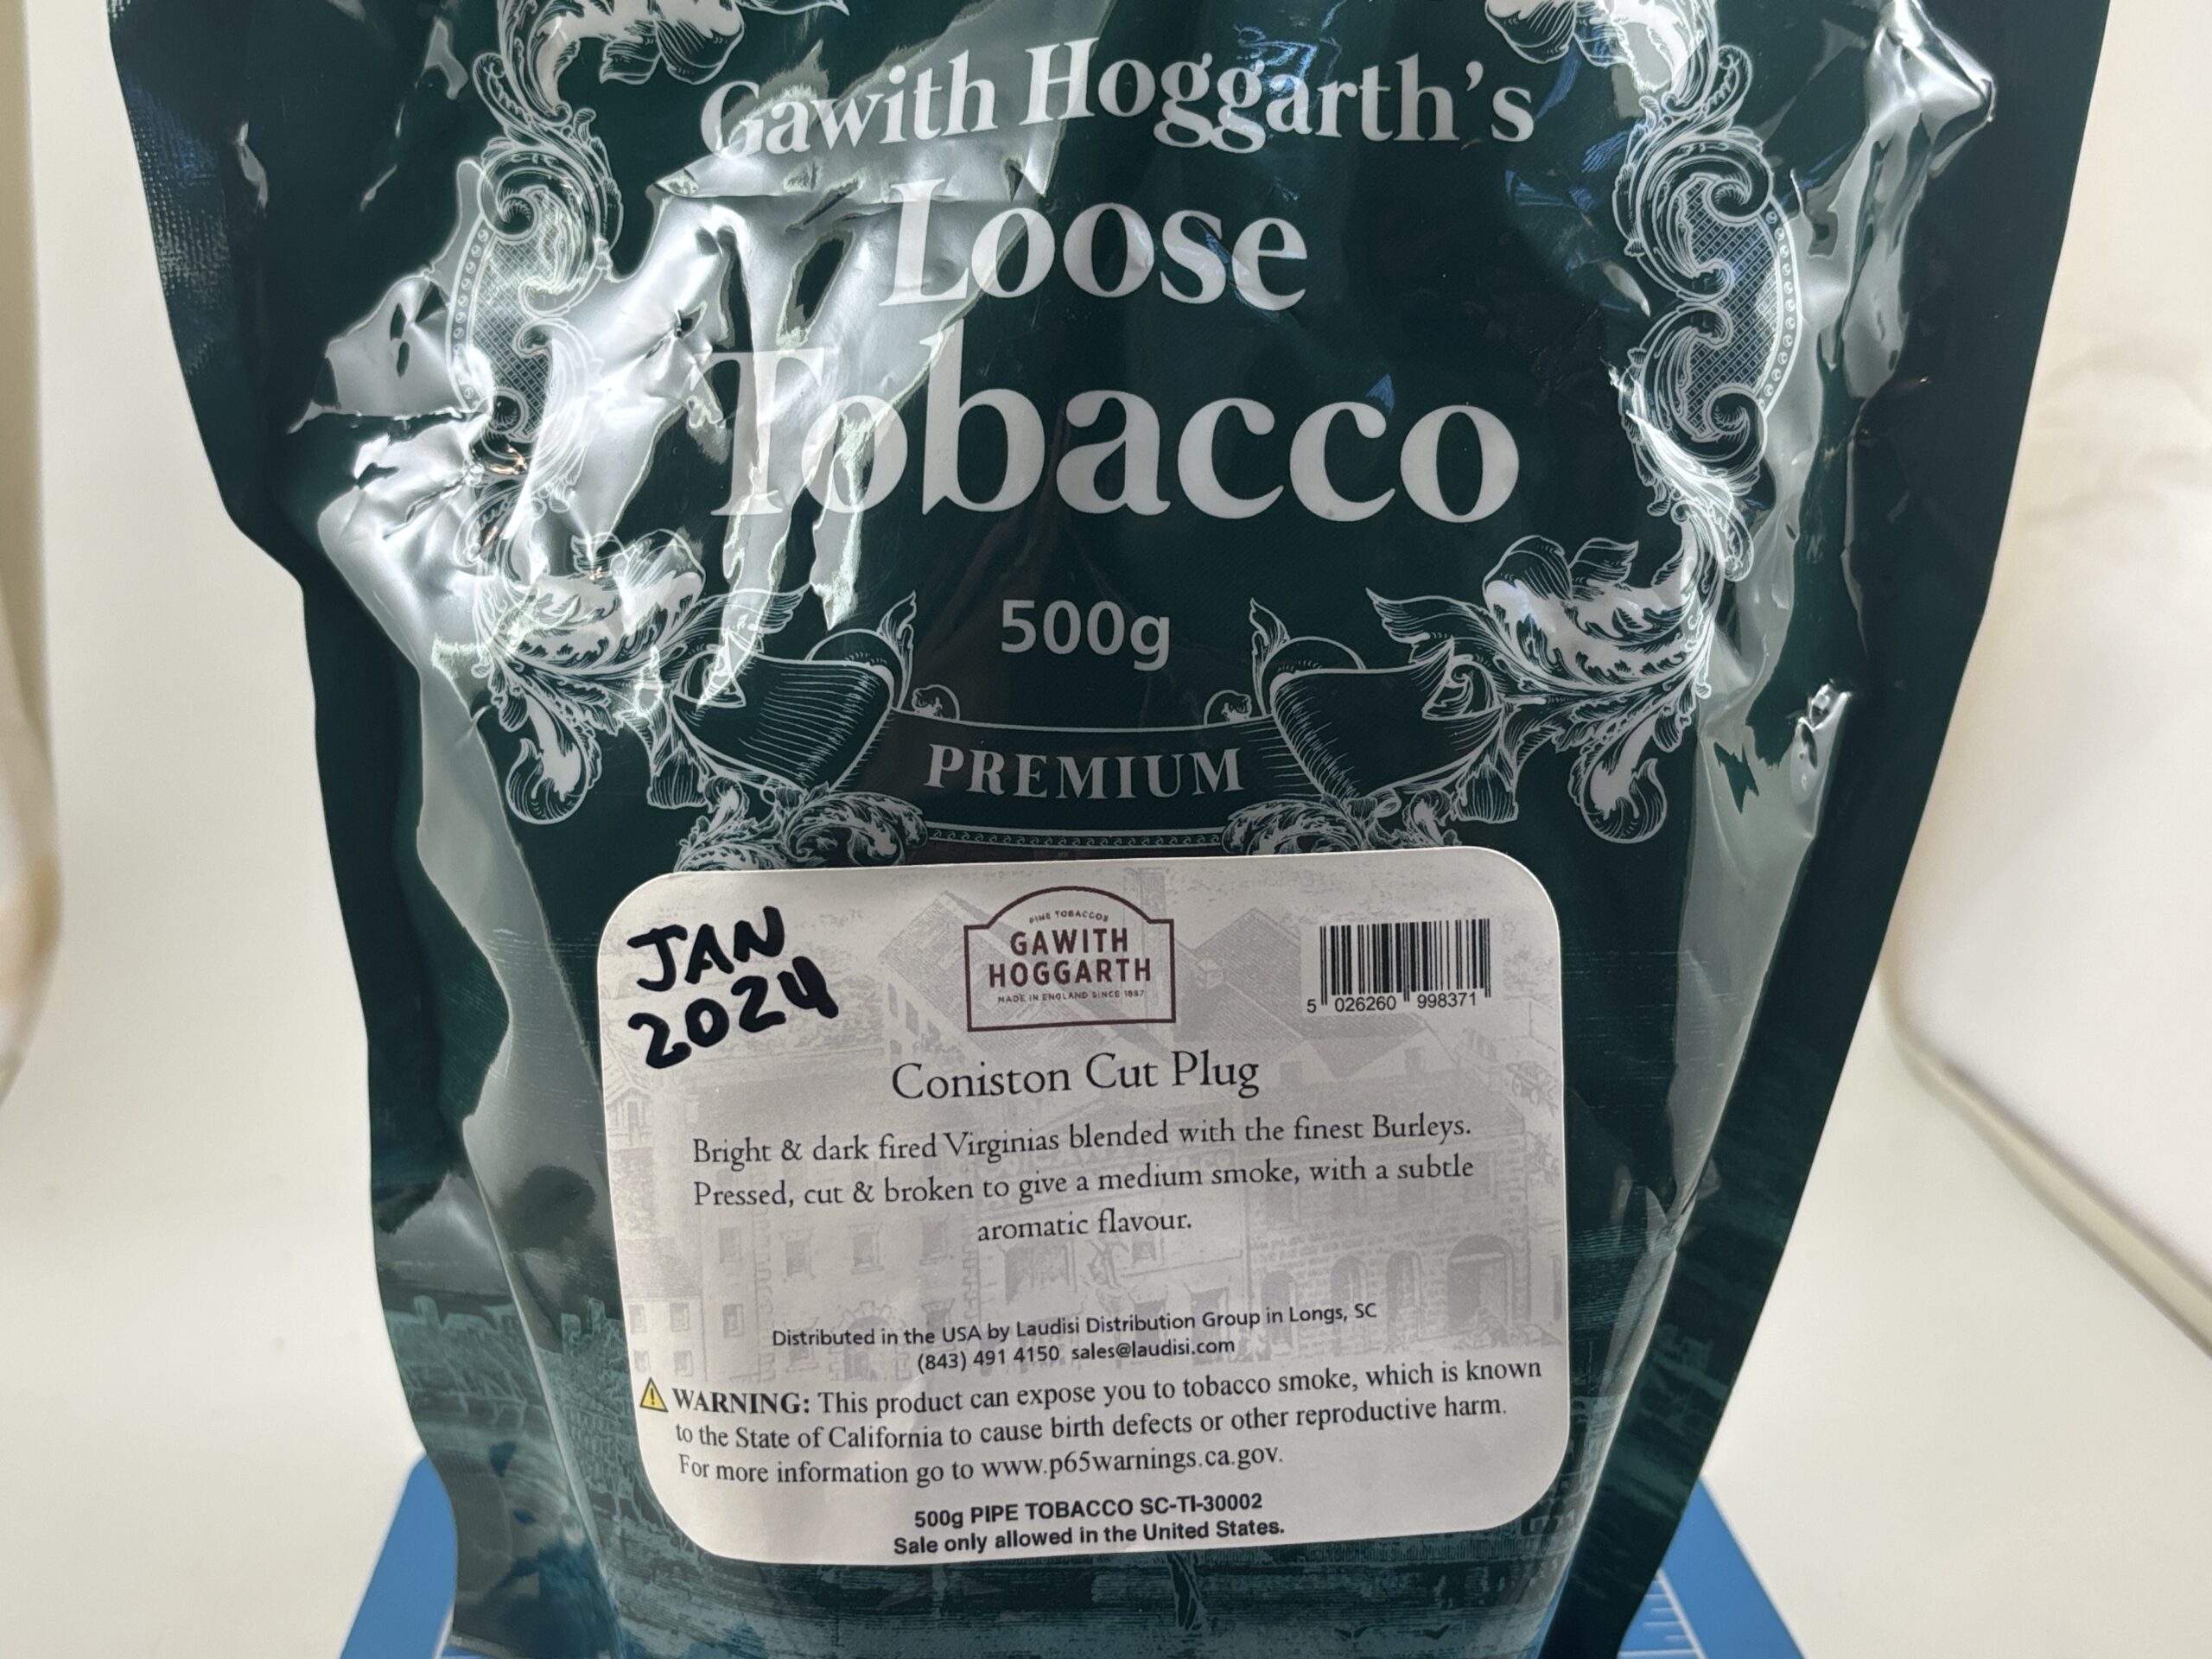 Gawith Hoggarth's
Loose
Tobacco
500g
PREMIUM
JAN
2024
FINE TOBACCOS
GAWITH
HOGGARTH
MADE IN ENGLAND SINCE 1887
5 026260 998371
Coniston Cut Plug
Bright & dark fired Virginias blended with the finest Burleys.
Pressed, cut & broken to give a medium smoke, with a subtle
aromatic flavour.
Distributed in the USA by Laudisi Distribution Group in Longs, SC
(843) 491 4150 sales@laudisi.com
WARNING: This product can expose you to tobacco smoke, which is known
to the State of California to cause birth defects or other reproductive harm.
For more information go to www.p65warnings.ca.gov.
500g PIPE TOBACCO SC-TI-30002
Sale only allowed in the United States.